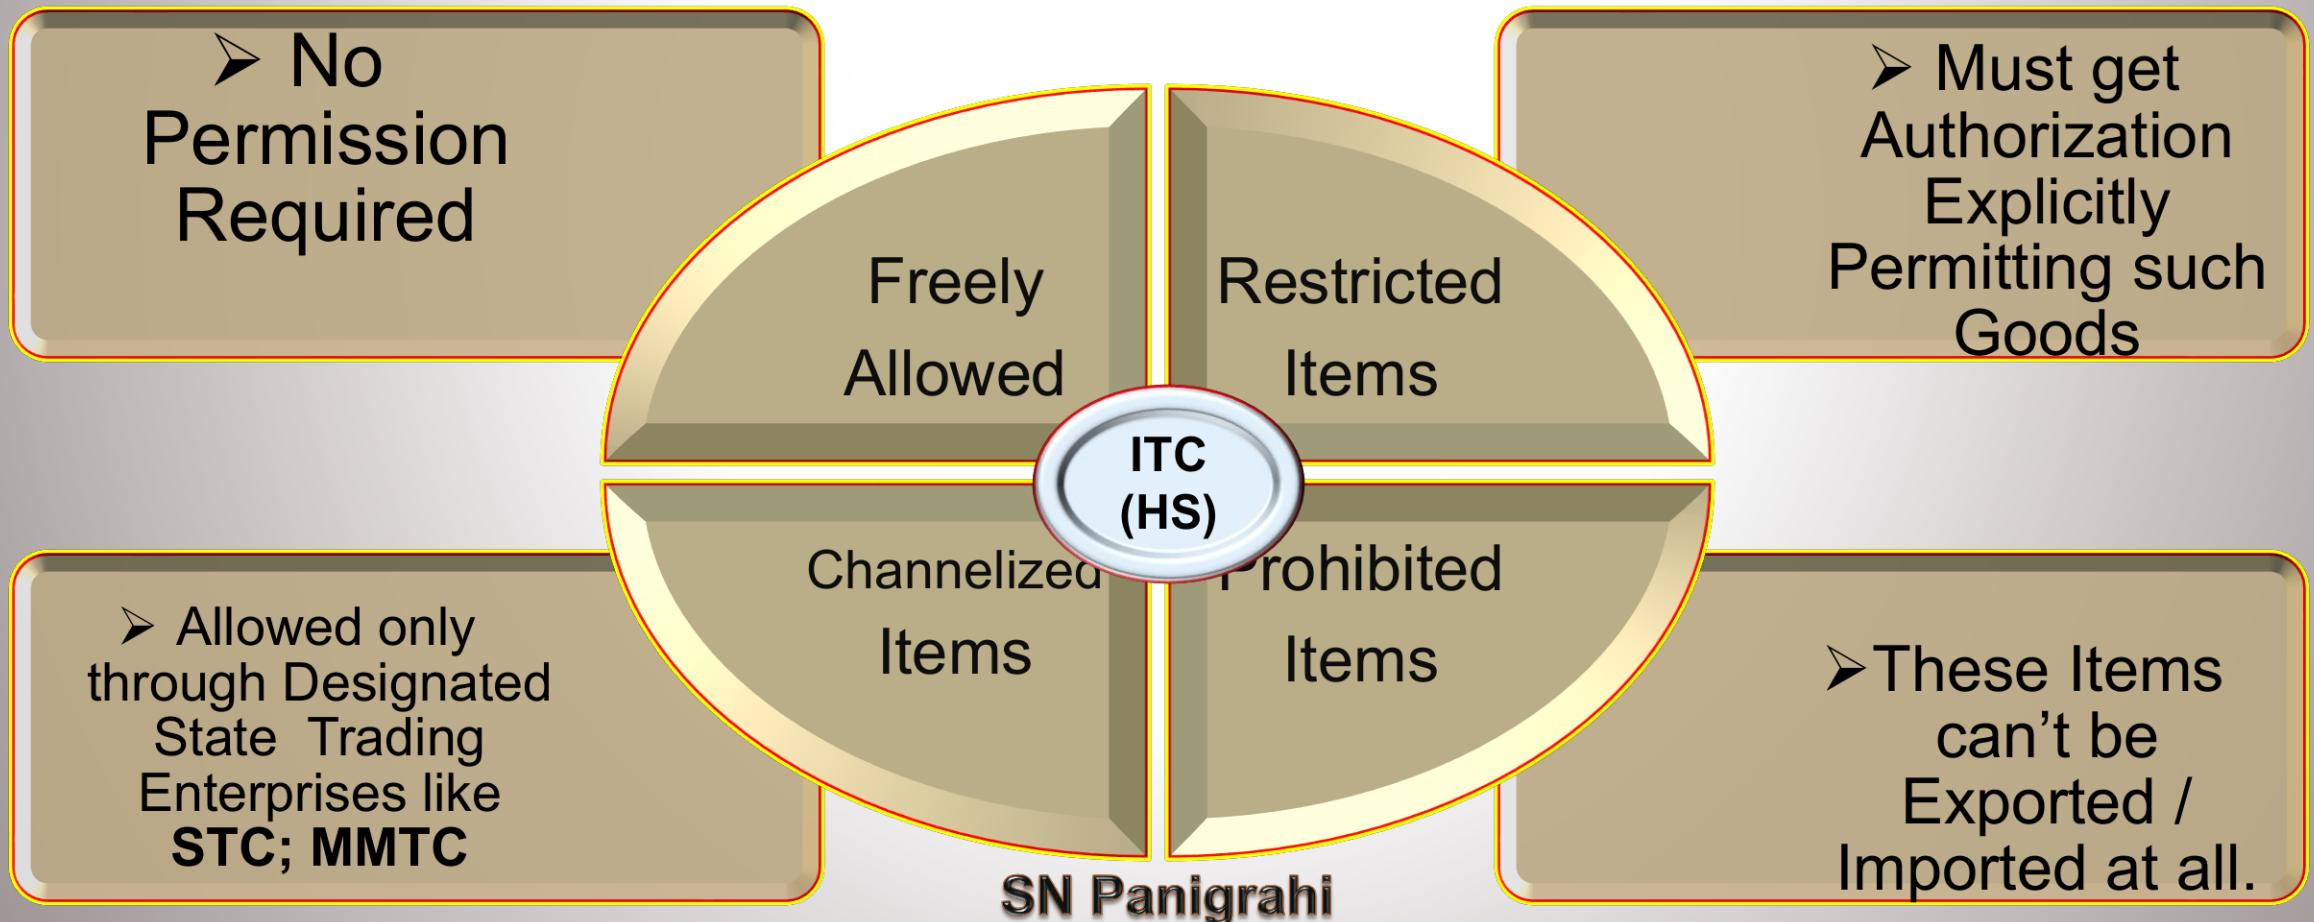 ➢ No
Permission
Required
➢ Must get
Authorization
Explicitly
Permitting such
Goods
Freely
Allowed
Restricted
Items
ITC
(HS)
Channelized
Items
Prohibited
Items
➢ Allowed only
through Designated
State Trading
Enterprises like
STC; MMTC
➢These Items
can’t be
Exported /
Imported at all.
SN Panigrahi